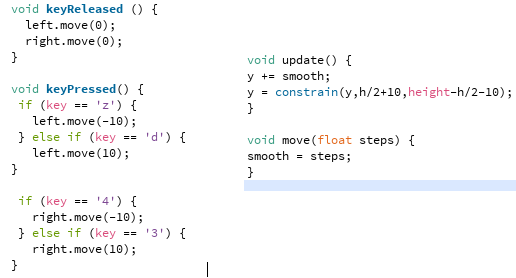 void keyReleased () {
left.move(0);
right.move(0);
}
void keyPressed() {
if (key == 'z') {
left.move(-10);
} else if (key == 'd') {
left.move(10);
}
if (key == '4') {
right.move(-10);
} else if (key == '3') {
right.move(10);
}
void update() {
y += smooth;
y = constrain(y,h/2+10,height-h/2-10);
}
void move(float steps) {
smooth = steps;
}